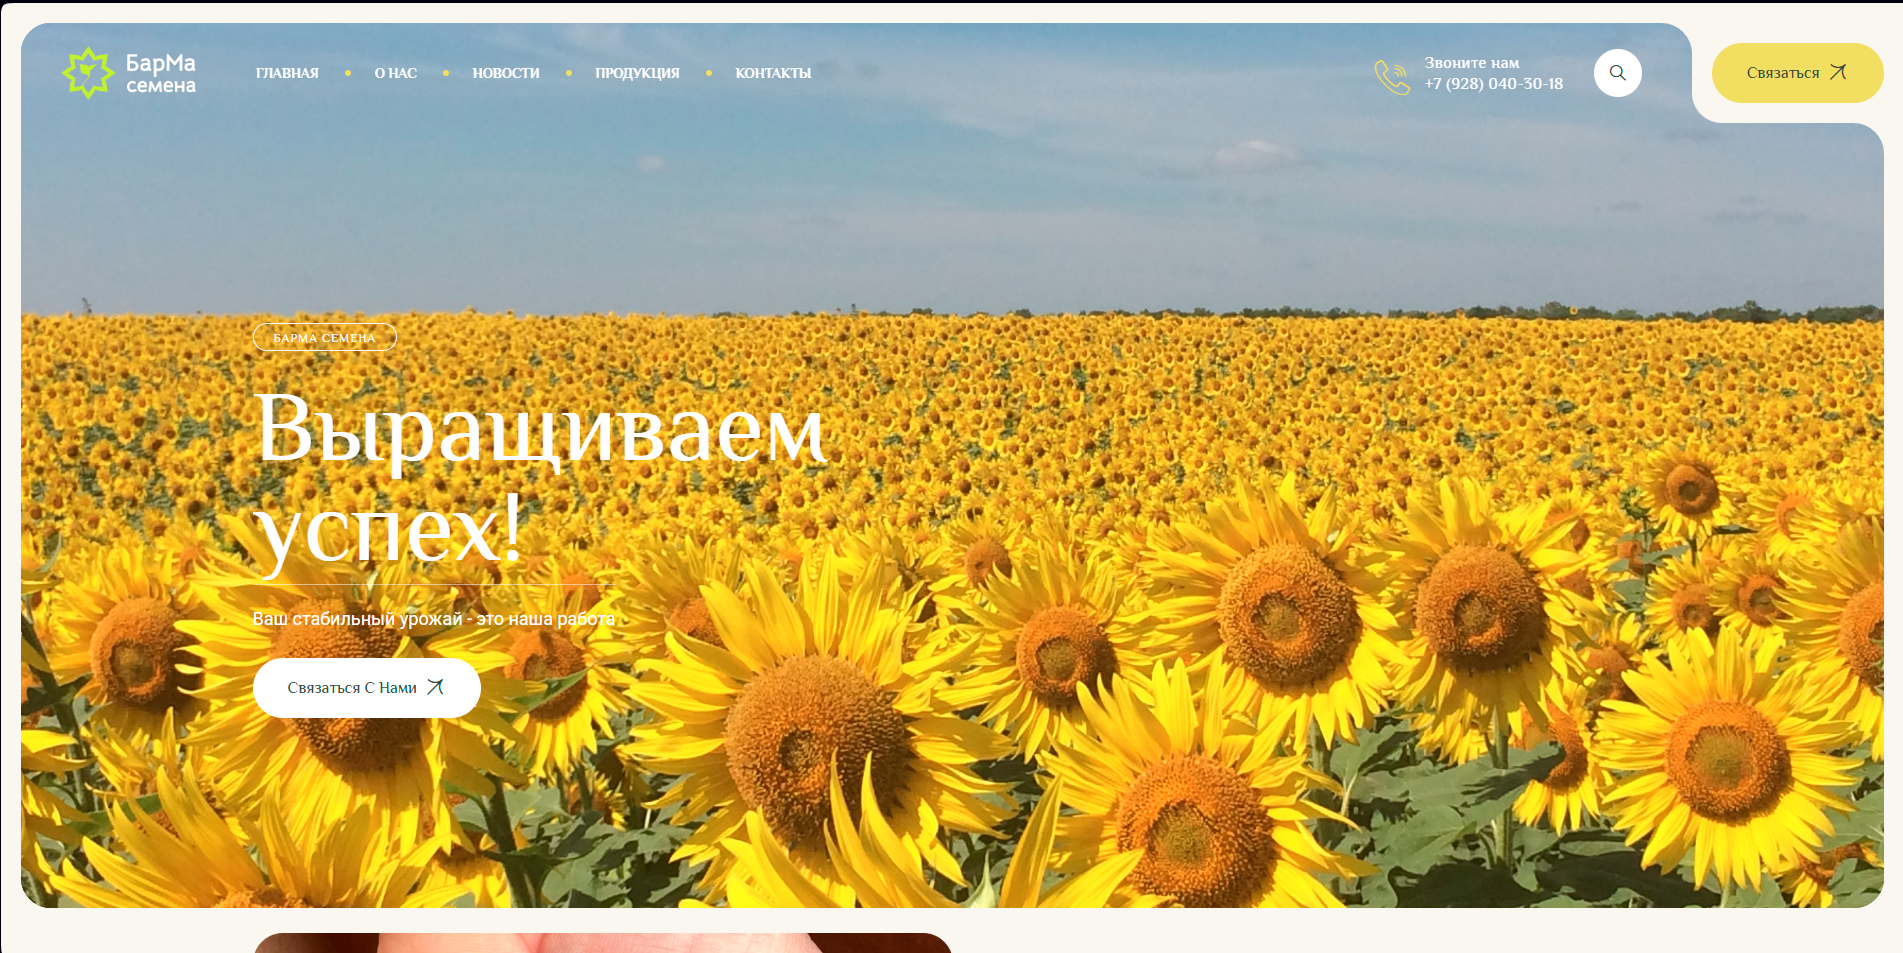 БарМа
семена
ГЛАВНАЯ
О НАС
НОВОСТИ
ПРОДУКЦИЯ
КОНТАКТЫ
Звоните нам
+7 (928) 040-30-18
Связаться
БАРМА СЕМЕНА
Выращиваем
успех!
Ваш стабильный урожай - это наша работа
Связаться С Нами